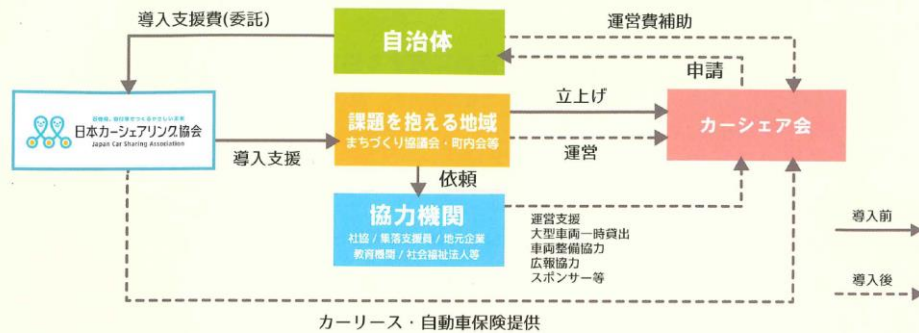 導入支援費(委託)
運営費補助
自治体
申請
日本カーシェアリング協会
Japan Car Sharing Association
導入支援
課題を抱える地域
まちづくり協議会・町内会等
立上げ
運営
カーシェア会
依頼
協力機関
社協 / 集落支援員 / 地元企業
教育機関 / 社会福祉法人等
運営支援
大型車両一時貸出
車両整備協力
広報協力
スポンサー等
導入前
導入後
カーリース・自動車保険提供